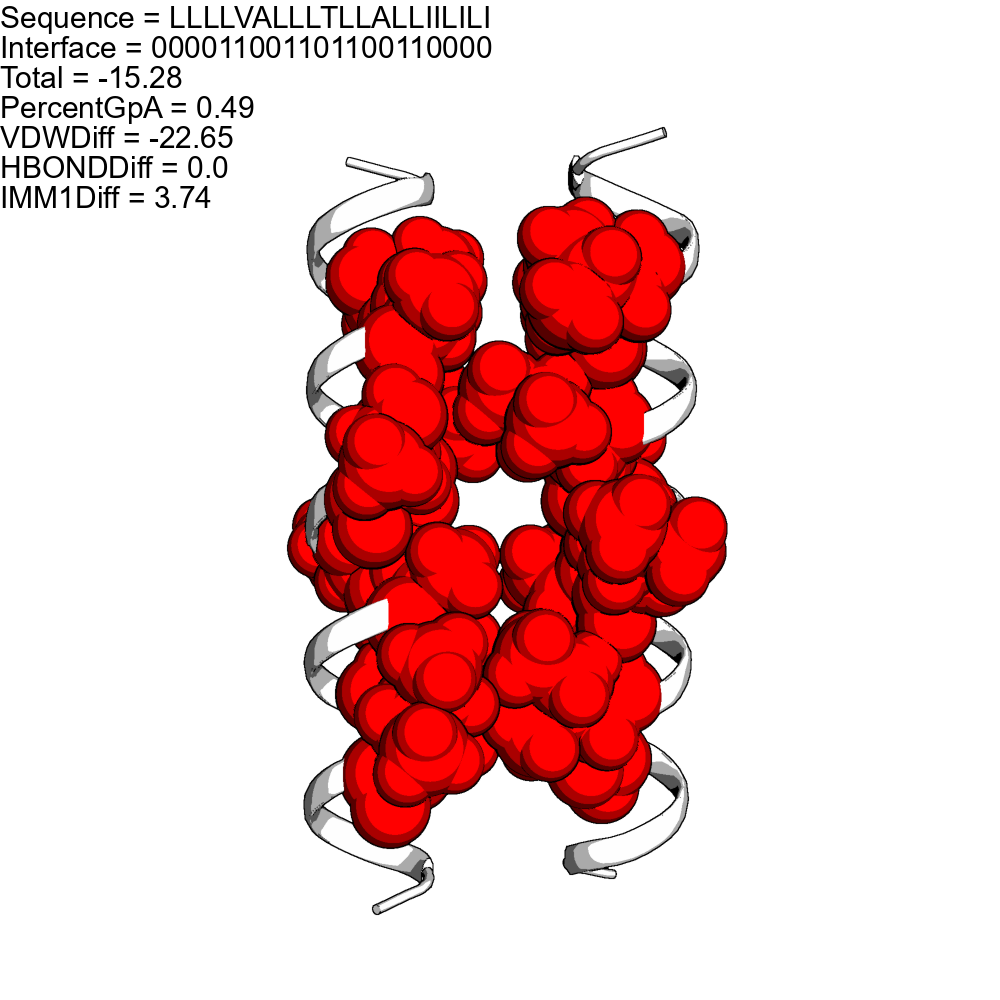 Sequence = LLLLVALLLTLLALLIILILI
Interface = 000011001101100110000
Total = -15.28
PercentGpA = 0.49
VDWDiff = -22.65
HBONDDiff = 0.0
IMM1Diff = 3.74